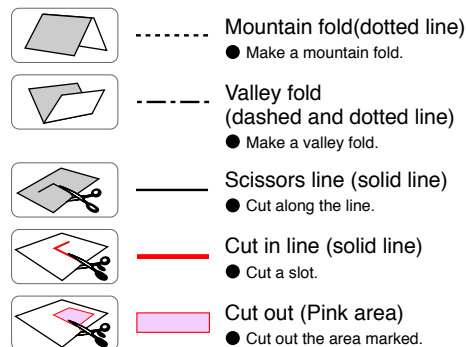 Mountain fold(dotted line)
● Make a mountain fold.
Valley fold
(dashed and dotted line)
● Make a valley fold.
Scissors line (solid line)
● Cut along the line.
Cut in line (solid line)
● Cut a slot.
Cut out (Pink area)
● Cut out the area marked.